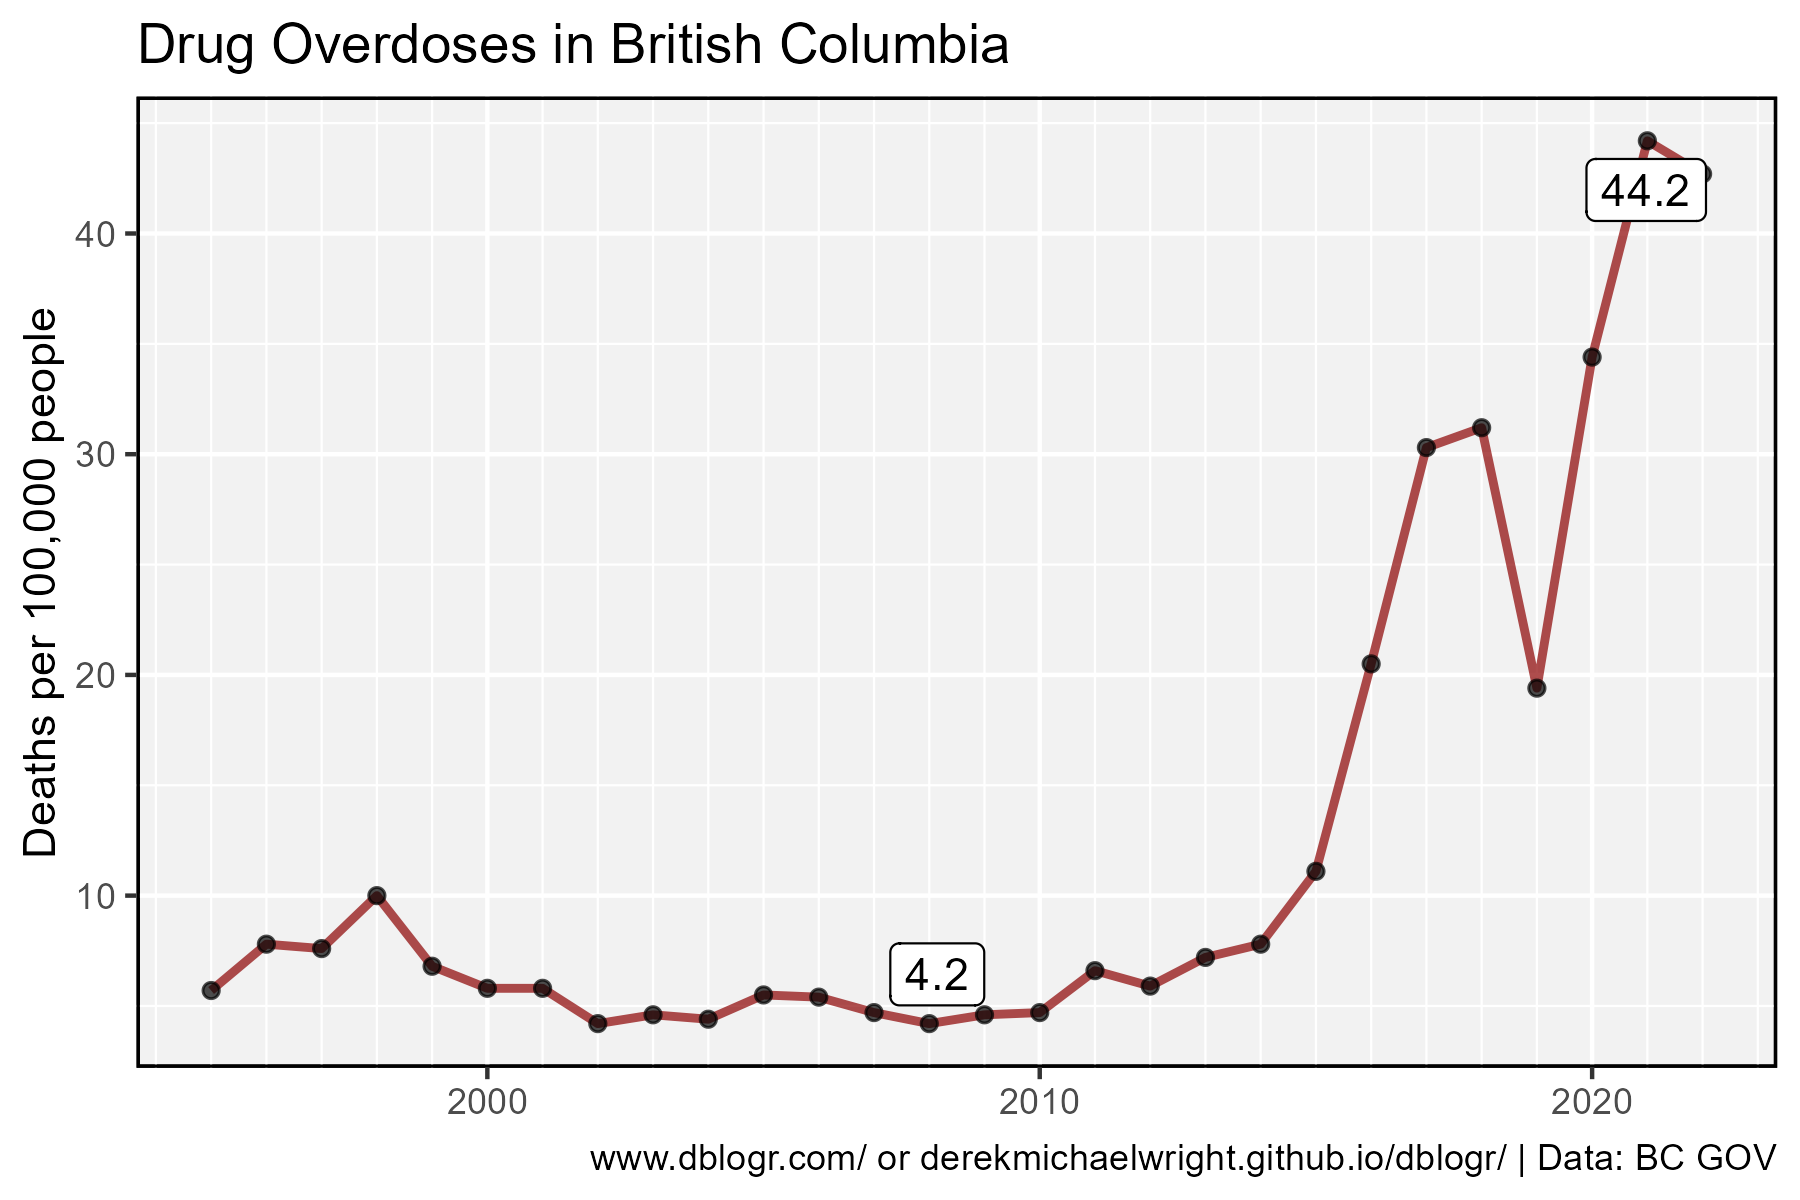 Drug Overdoses in British Columbia
Deaths per 100,000 people
40
30
20
10
44.2
4.2
2000 2010 2020
www.dblogr.com/ or derekmichaelwright.github.io/dblogr/ | Data: BC GOV